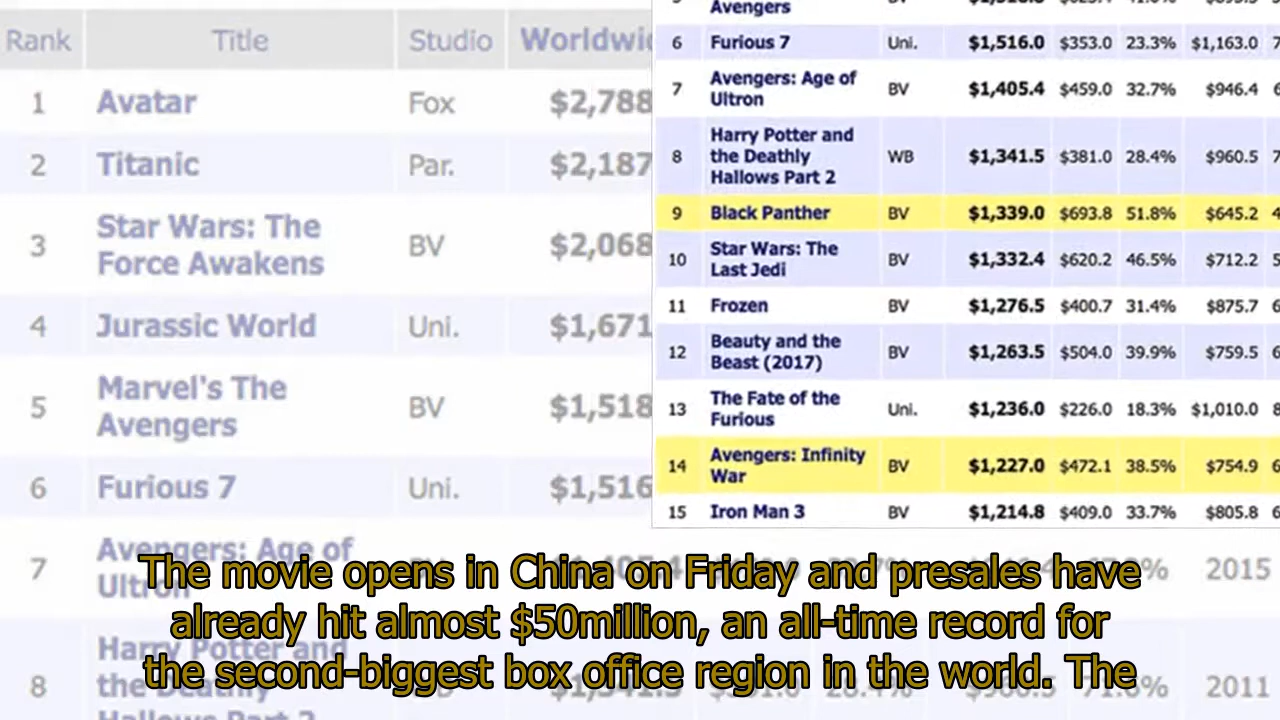 Rank Title Studio
1 Avatar Fox $2,788
2 Titanic Par. $2,187
Star Wars: The
3 BV $2,068
Force Awakens
4 Jurassic World Uni. $1,671
Marvel's The
5 BV $1,518
Avengers
6 Furious 7 Uni. $1,516
Avengers: Age of
7 2015
Ultron
Harry Potter and
8 the Deathly 2011
Avengers
6 Furious 7 Uni. $1,516.0 $353.0 23.3% $1,163.0
Avengers: Age of
7 BV $1,405.4 $459.0 32.7% $946.4
Ultron
Harry Potter and
8 the Deathly WB $1,341.5 $381.0 28.4% $960.5
Hallows Part 2
9 Black Panther BV $1,339.0 $693.8 51.8% $645.2
Star Wars: The
10 BV $1,332.4 $620.2 46.5% $712.2
Last Jedi
11 Frozen BV $1,276.5 $400.7 31.4% $875.7
Beauty and the
12 BV $1,263.5 $504.0 39.9% $759.5
Beast (2017)
The Fate of the
13 Uni. $1,236.0 $226.0 18.3% $1,010.0
Furious
Avengers: Infinity
14 BV $1,227.0 $472.1 38.5% $754.9
War
15 Iron Man 3 BV $1,214.8 $409.0 33.7% $805.8
The movie opens in China on Friday and presales have
already hit almost $50million, an all-time record for
the second-biggest box office region in the world. The